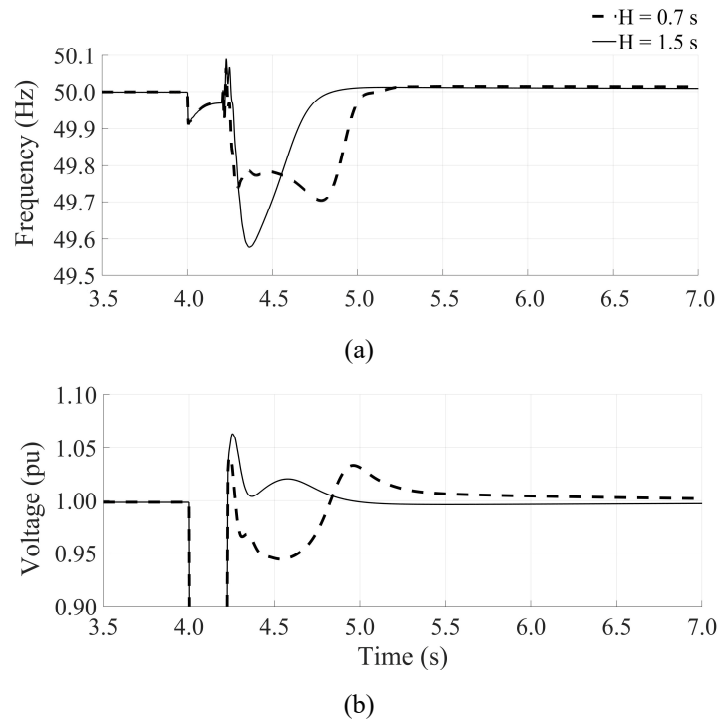 H = 0.7 s
H = 1.5 s
50.1
50.0
49.9
49.8
49.7
49.6
49.5
Frequency (Hz)
3.5 4.0 4.5 5.0 5.5 6.0 6.5 7.0
(a)
1.10
1.05
1.00
0.95
0.90
Voltage (pu)
3.5 4.0 4.5 5.0 5.5 6.0 6.5 7.0
Time (s)
(b)